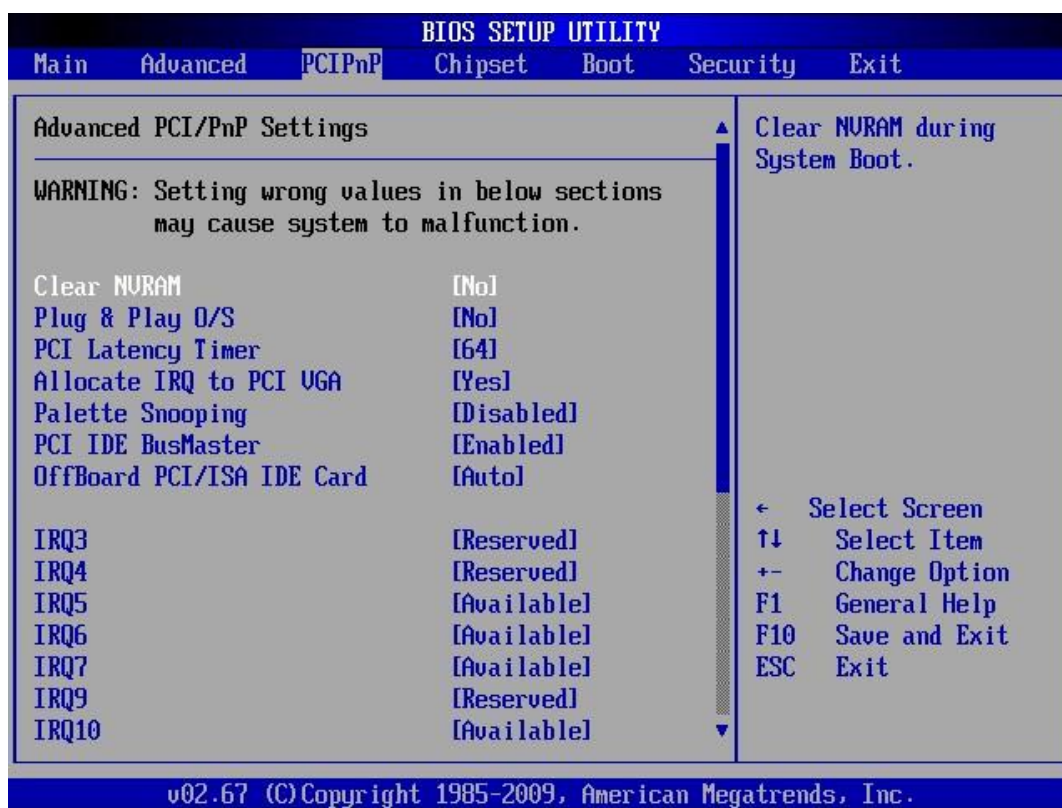 BIOS SETUP UTILITY
Main Advanced PCIPnP Chipset Boot Security Exit
Advanced PCI/PnP Settings
WARNING: Setting wrong values in below sections
may cause system to malfunction.
Clear NVRAM [No]
Plug & Play O/S [No]
PCI Latency Timer [64]
Allocate IRQ to PCI VGA [Yes]
Palette Snooping [Disabled]
PCI IDE BusMaster [Enabled]
OffBoard PCI/ISA IDE Card [Auto]
IRQ3 [Reserved]
IRQ4 [Reserved]
IRQ5 [Available]
IRQ6 [Available]
IRQ7 [Available]
IRQ9 [Reserved]
IRQ10 [Available]
Clear NVRAM during
System Boot.
← Select Screen
↑↓ Select Item
+- Change Option
F1 General Help
F10 Save and Exit
ESC Exit
v02.67 (C)Copyright 1985-2009, American Megatrends, Inc.